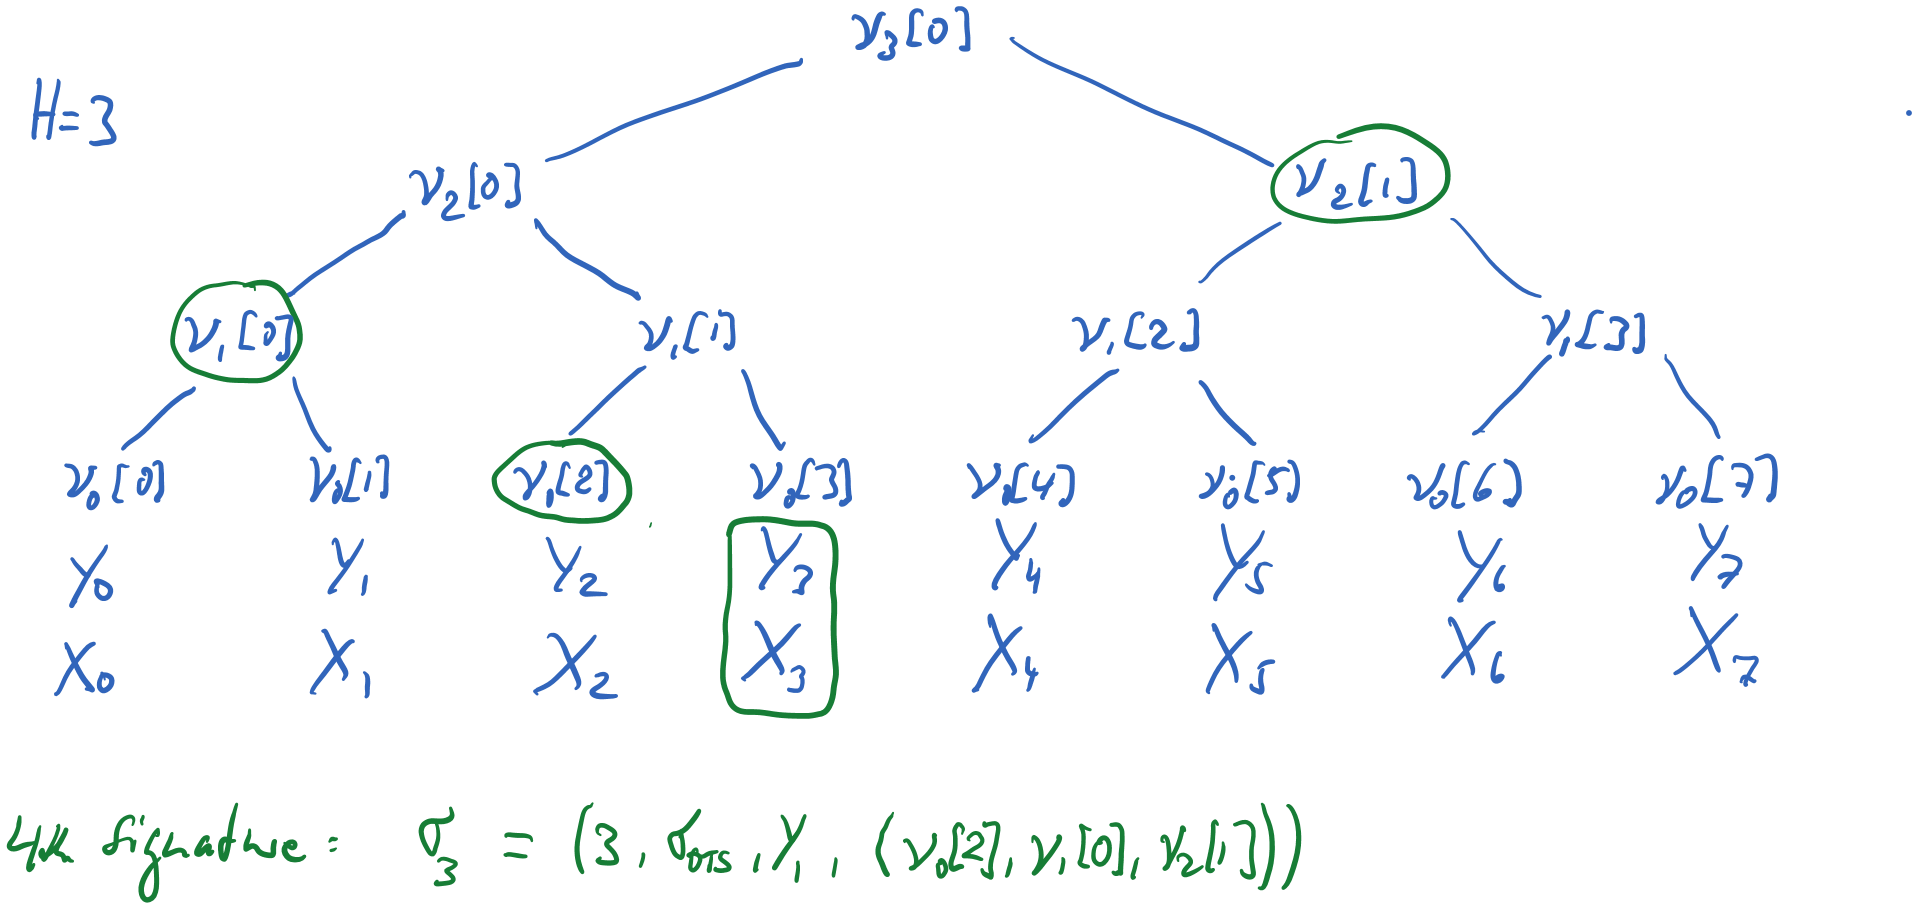 ν₃[0]
H=3
ν₂[0] ν₂[1]
ν₁[0] ν₁[1] ν₁[2] ν₁[3]
ν₀[0] ν₀[1] ν₀[2] ν₀[3] ν₀[4] ν₀[5] ν₀[6] ν₀[7]
Y₀ Y₁ Y₂ Y₃ Y₄ Y₅ Y₆ Y₇
X₀ X₁ X₂ X₃ X₄ X₅ X₆ X₇
4th Signature: σ₃ = (3, σ_OTS, Y₁, (ν₀[2], ν₁[0], ν₂[1]))